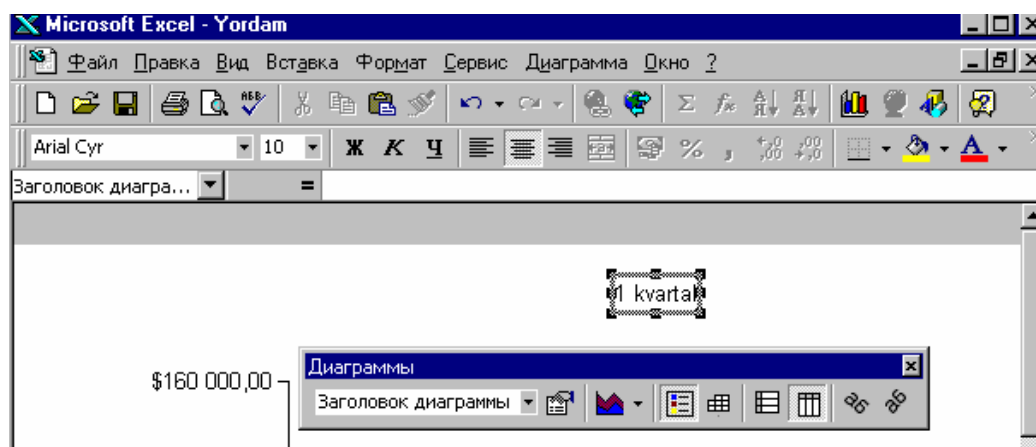 Microsoft Excel - Yordam
Файл Правка Вид Вставка Формат Сервис Диаграмма Окно ?
Arial Cyr 10 Ж К Ч % ,
Заголовок диагра... =
1 kvartal
$160 000,00
Диаграммы
Заголовок диаграммы